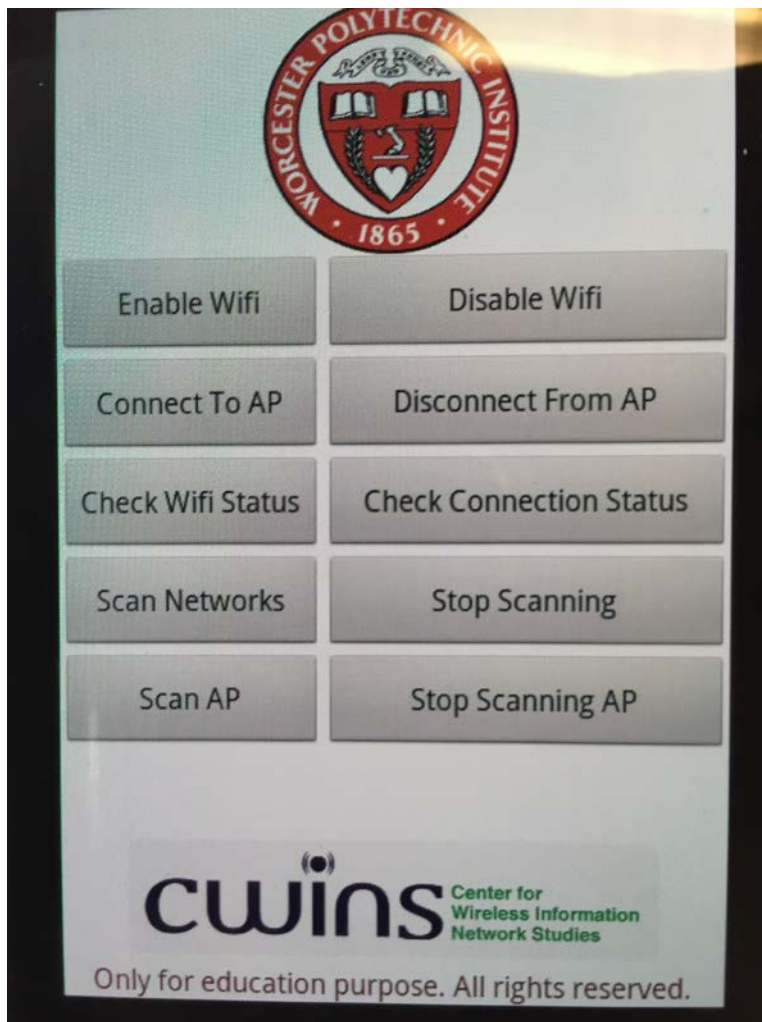 WORCESTER POLYTECHNIC INSTITUTE
1865
Enable Wifi
Disable Wifi
Connect To AP
Disconnect From AP
Check Wifi Status
Check Connection Status
Scan Networks
Stop Scanning
Scan AP
Stop Scanning AP
cwins
Center for
Wireless Information
Network Studies
Only for education purpose. All rights reserved.